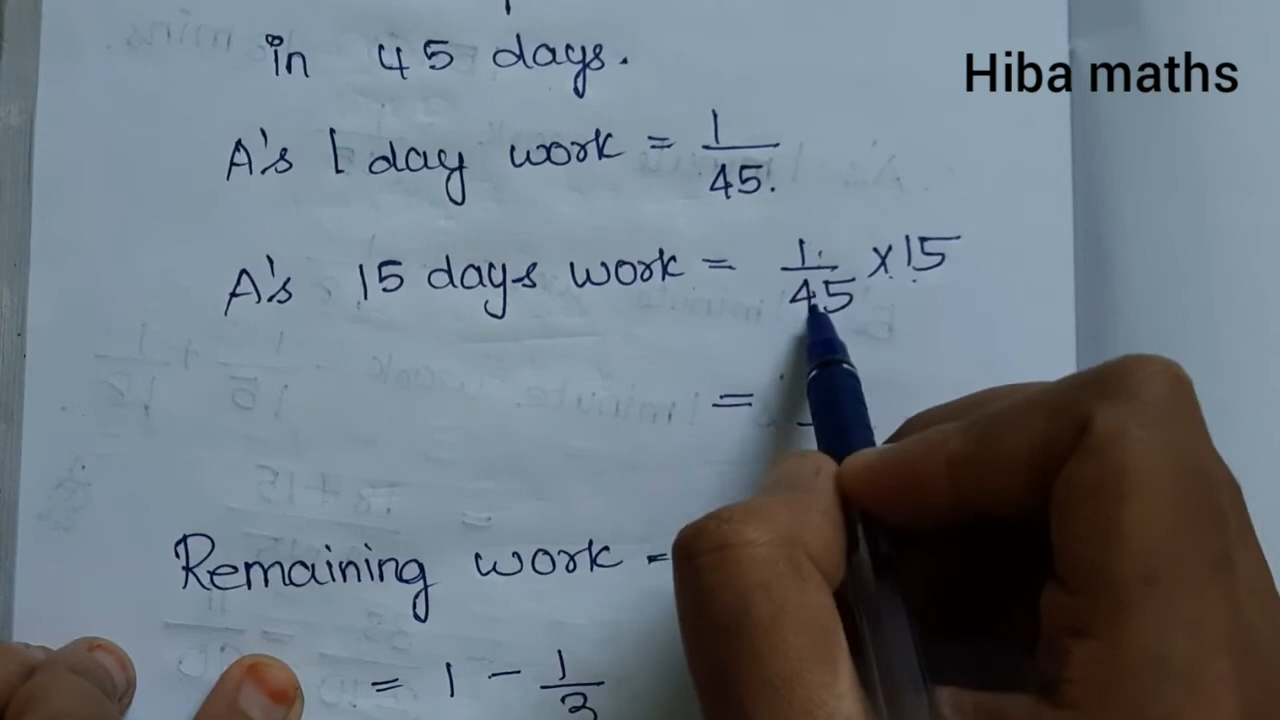 in 45 days.
Hiba maths
A's 1 day work = 1/45.
A's 15 days work = 1/45 × 15
=
Remaining work =
= 1 - 1/3